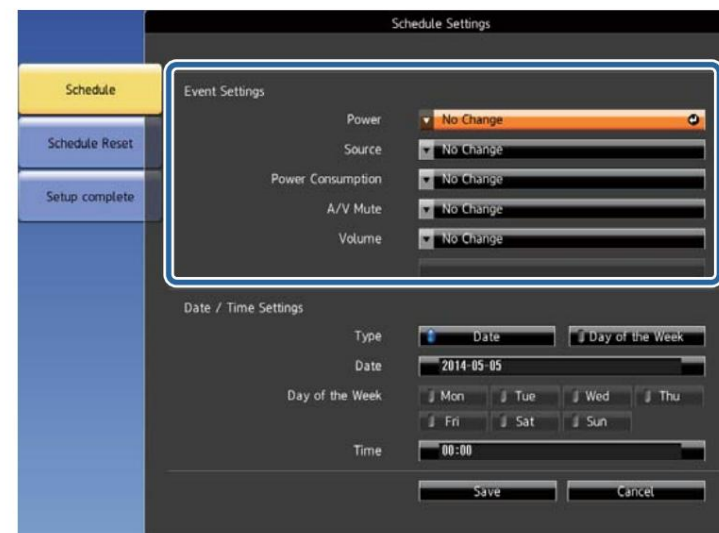 Schedule Settings
Schedule
Schedule Reset
Setup complete
Event Settings
Power No Change
Source No Change
Power Consumption No Change
A/V Mute No Change
Volume No Change
Date / Time Settings
Type Date Day of the Week
Date 2014-05-05
Day of the Week Mon Tue Wed Thu
Fri Sat Sun
Time 00:00
Save Cancel